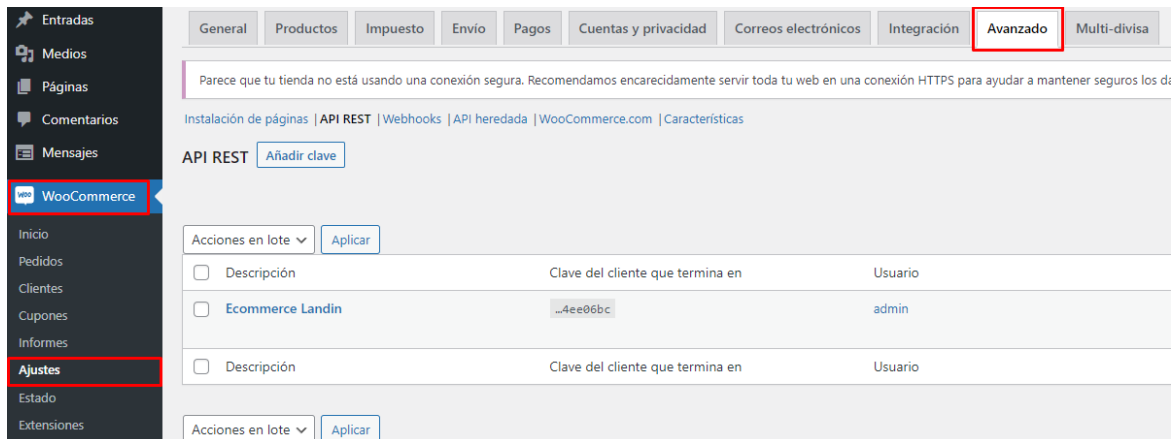 Entradas
Medios
Páginas
Comentarios
Mensajes
woo WooCommerce
Inicio
Pedidos
Clientes
Cupones
Informes
Ajustes
Estado
Extensiones
General Productos Impuesto Envío Pagos Cuentas y privacidad Correos electrónicos Integración Avanzado Multi-divisa
Parece que tu tienda no está usando una conexión segura. Recomendamos encarecidamente servir toda tu web en una conexión HTTPS para ayudar a mantener seguros los
Instalación de páginas | API REST | Webhooks | API heredada | WooCommerce.com | Características
API REST Añadir clave
Acciones en lote Aplicar
Descripción Clave del cliente que termina en Usuario
Ecommerce Landin …4ee06bc admin
Descripción Clave del cliente que termina en Usuario
Acciones en lote Aplicar